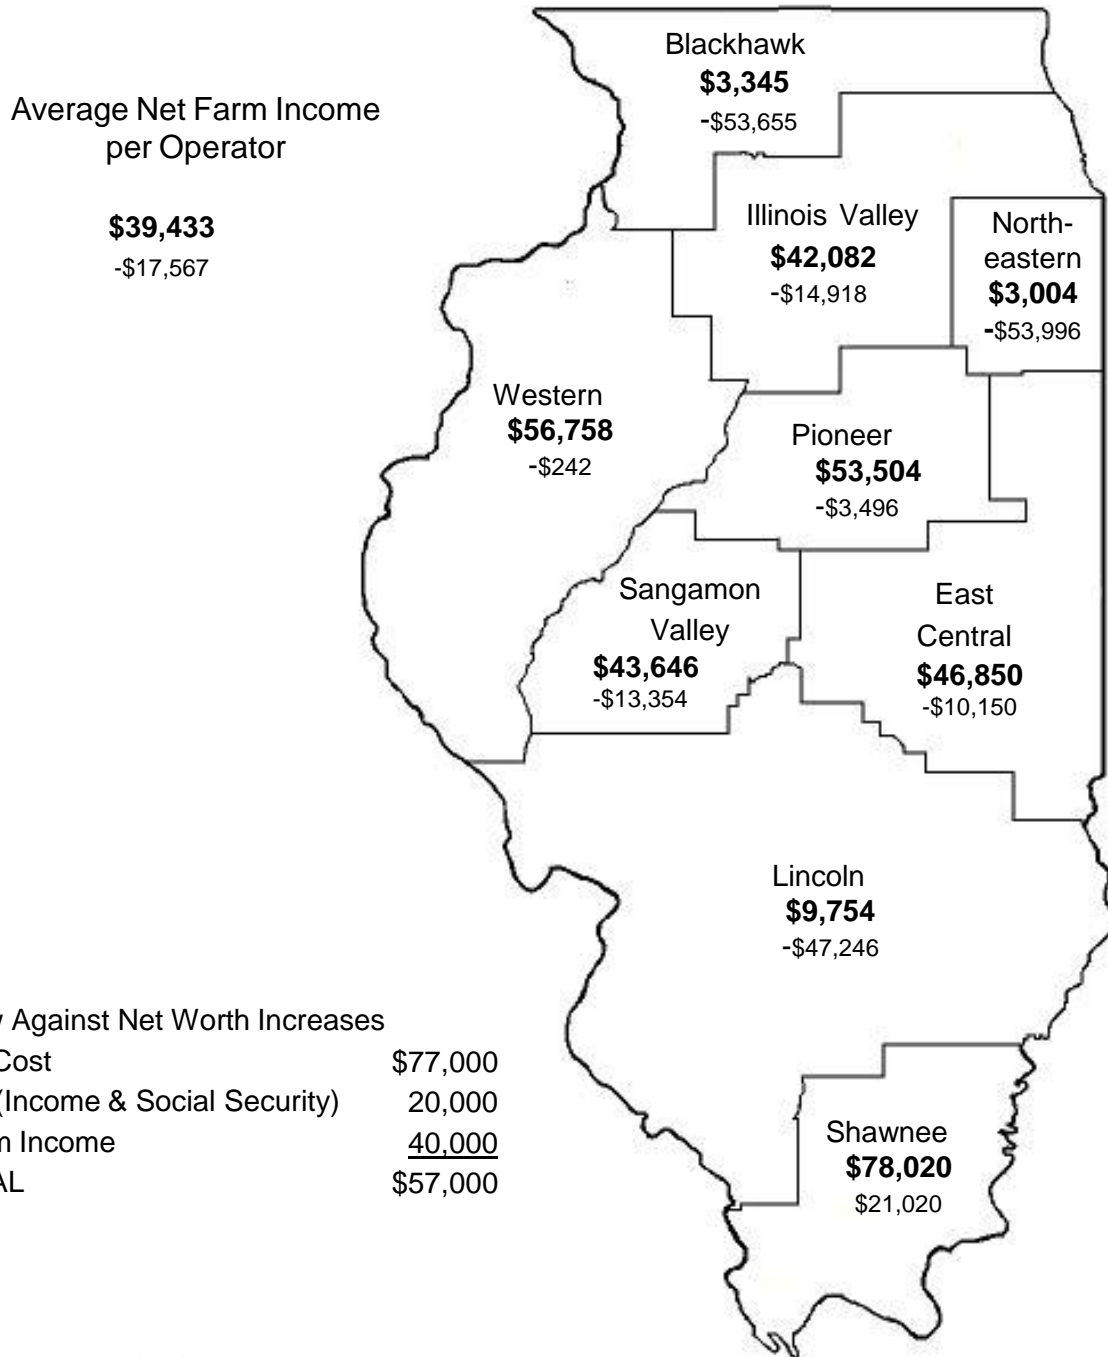 Average Net Farm Income
per Operator
$39,433
-$17,567
Blackhawk
$3,345
-$53,655
Illinois Valley
$42,082
-$14,918
North-
eastern
$3,004
-$53,996
Western
$56,758
-$242
Pioneer
$53,504
-$3,496
Sangamon
Valley
$43,646
-$13,354
East
Central
$46,850
-$10,150
Lincoln
$9,754
-$47,246
Shawnee
$78,020
$21,020
Against Net Worth Increases
Cost $77,000
(Income & Social Security) 20,000
Income 40,000
$57,000